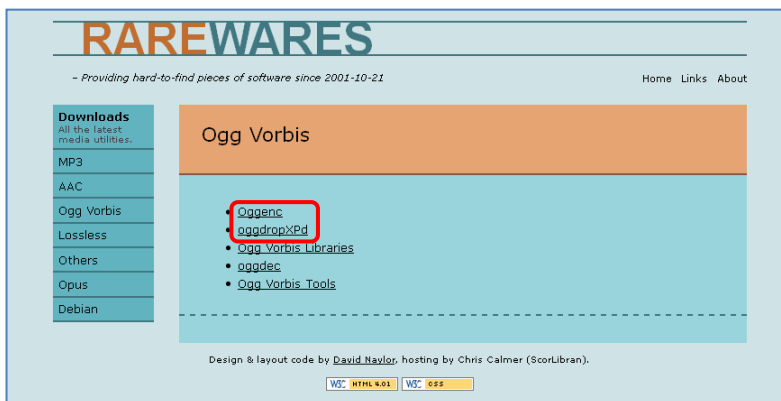 RAREWARES
– Providing hard-to-find pieces of software since 2001-10-21
Home Links About
Downloads
All the latest
media utilities.
MP3
AAC
Ogg Vorbis
Lossless
Others
Opus
Debian
Ogg Vorbis
Oggenc
oggdropXPd
Ogg Vorbis Libraries
oggdec
Ogg Vorbis Tools
Design & layout code by David Naylor, hosting by Chris Calmer (ScorLibran).
W3C HTML 4.01 W3C CSS